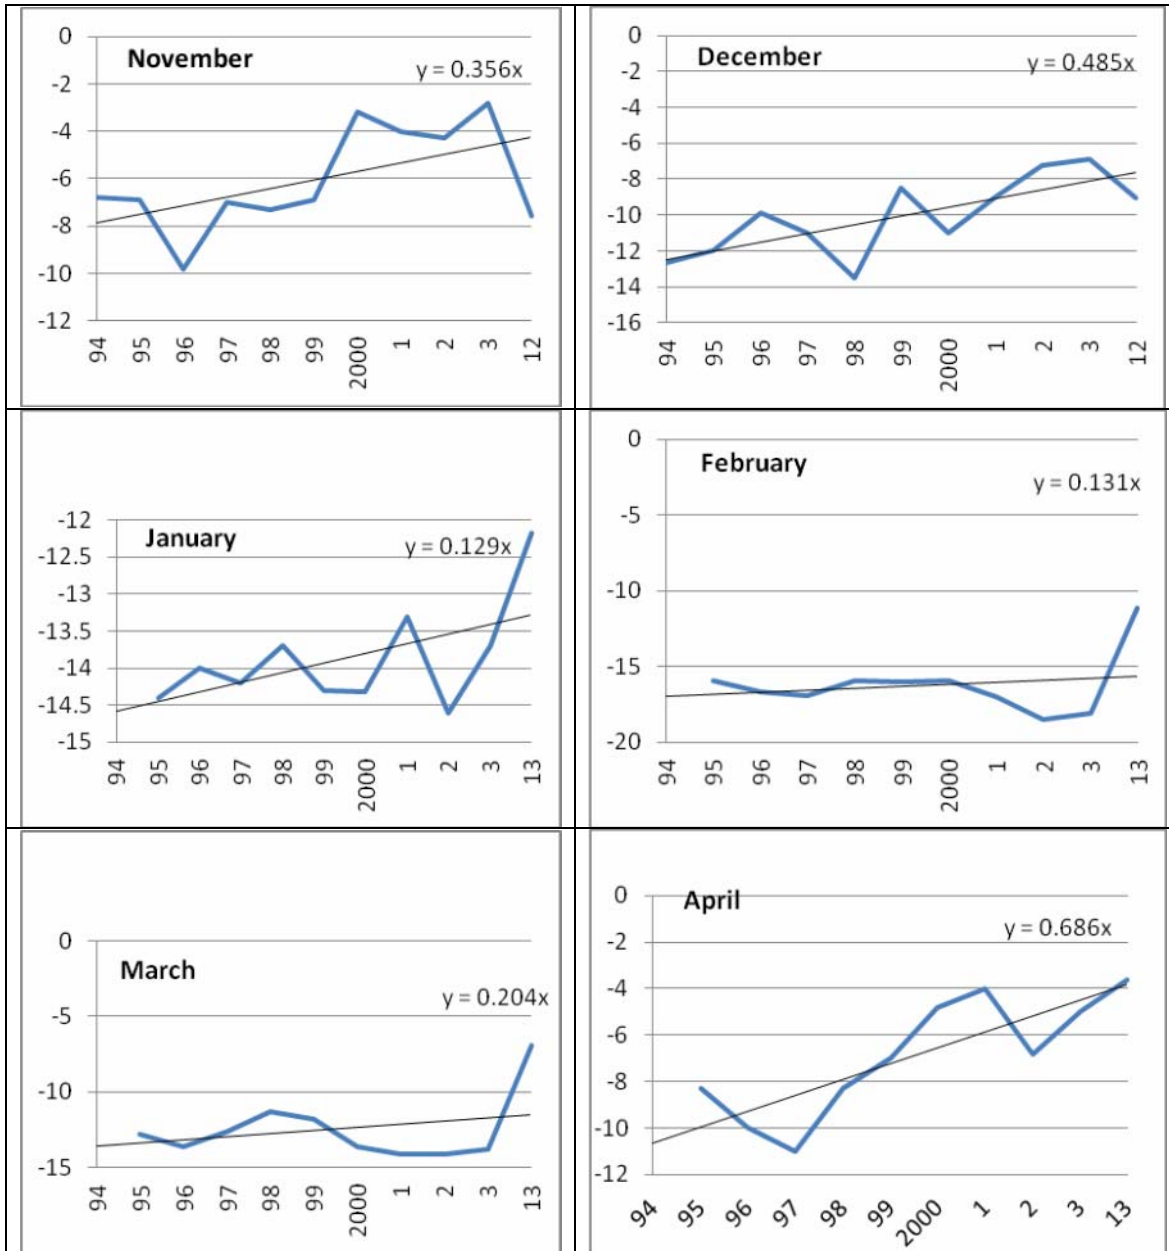 November
y = 0.356x
0
-2
-4
-6
-8
-10
-12
94 95 96 97 98 99 2000 1 2 3 12
December
y = 0.485x
0
-2
-4
-6
-8
-10
-12
-14
-16
94 95 96 97 98 99 2000 1 2 3 12
January
y = 0.129x
-12
-12.5
-13
-13.5
-14
-14.5
-15
94 95 96 97 98 99 2000 1 2 3 13
February
y = 0.131x
0
-5
-10
-15
-20
94 95 96 97 98 99 2000 1 2 3 13
March
y = 0.204x
0
-5
-10
-15
94 95 96 97 98 99 2000 1 2 3 13
April
y = 0.686x
0
-2
-4
-6
-8
-10
-12
94 95 96 97 98 99 2000 1 2 3 13